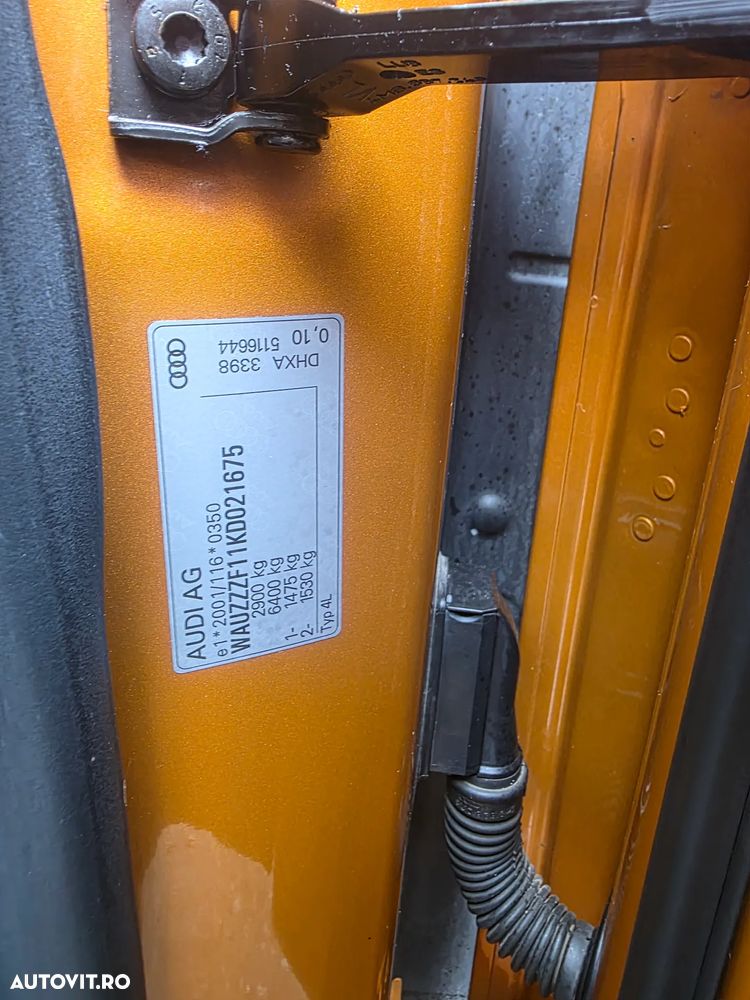 AUDI AG
e1*2001/116*0350
WAUZZZF11KD021675
2900 kg
6400 kg
1- 1475 kg
2- 1530 kg
Typ 4L
DHXA 3398
5116644
0,10
AUTOVIT.RO